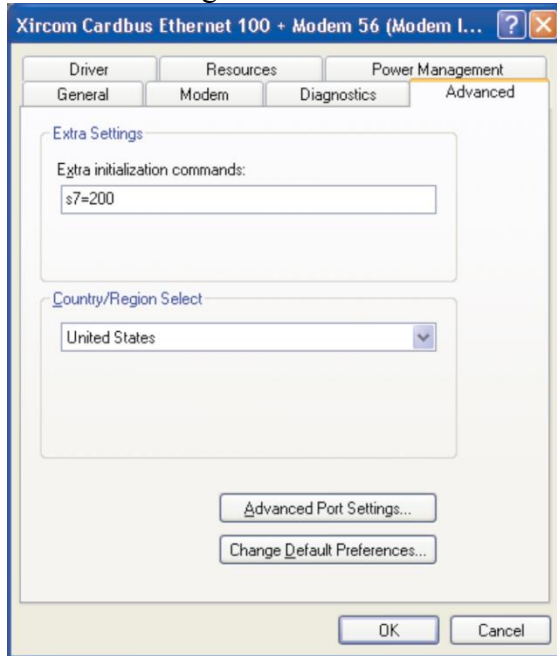 Xircom Cardbus Ethernet 100 + Modem 56 (Modem I...
Driver Resources Power Management
General Modem Diagnostics Advanced
Extra Settings
Extra initialization commands:
s7=200
Country/Region Select
United States
Advanced Port Settings...
Change Default Preferences...
OK Cancel